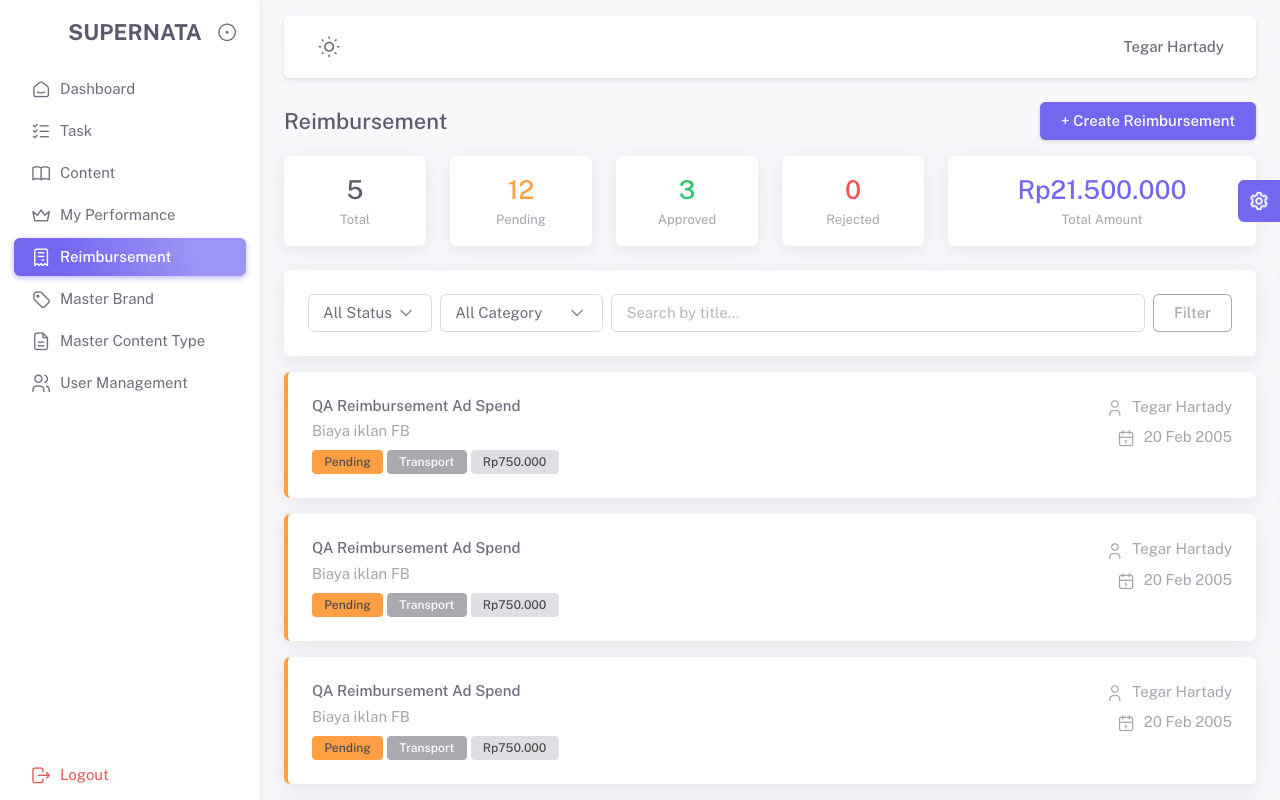 SUPERNATA
Dashboard
Task
Content
My Performance
Reimbursement
Master Brand
Master Content Type
User Management
Logout
Tegar Hartady
Reimbursement
+ Create Reimbursement
5
Total
12
Pending
3
Approved
0
Rejected
Rp21.500.000
Total Amount
All Status
All Category
Search by title...
Filter
QA Reimbursement Ad Spend
Biaya iklan FB
Pending Transport Rp750.000
Tegar Hartady
20 Feb 2005
QA Reimbursement Ad Spend
Biaya iklan FB
Pending Transport Rp750.000
Tegar Hartady
20 Feb 2005
QA Reimbursement Ad Spend
Biaya iklan FB
Pending Transport Rp750.000
Tegar Hartady
20 Feb 2005